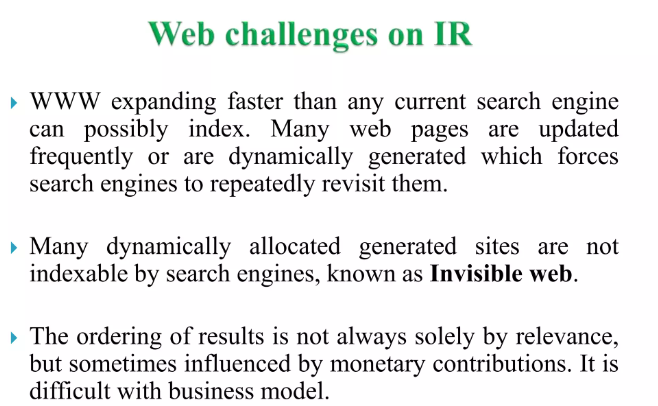 Web challenges on IR
WWW expanding faster than any current search engine
can possibly index. Many web pages are updated
frequently or are dynamically generated which forces
search engines to repeatedly revisit them.
Many dynamically allocated generated sites are not
indexable by search engines, known as Invisible web.
The ordering of results is not always solely by relevance,
but sometimes influenced by monetary contributions. It is
difficult with business model.